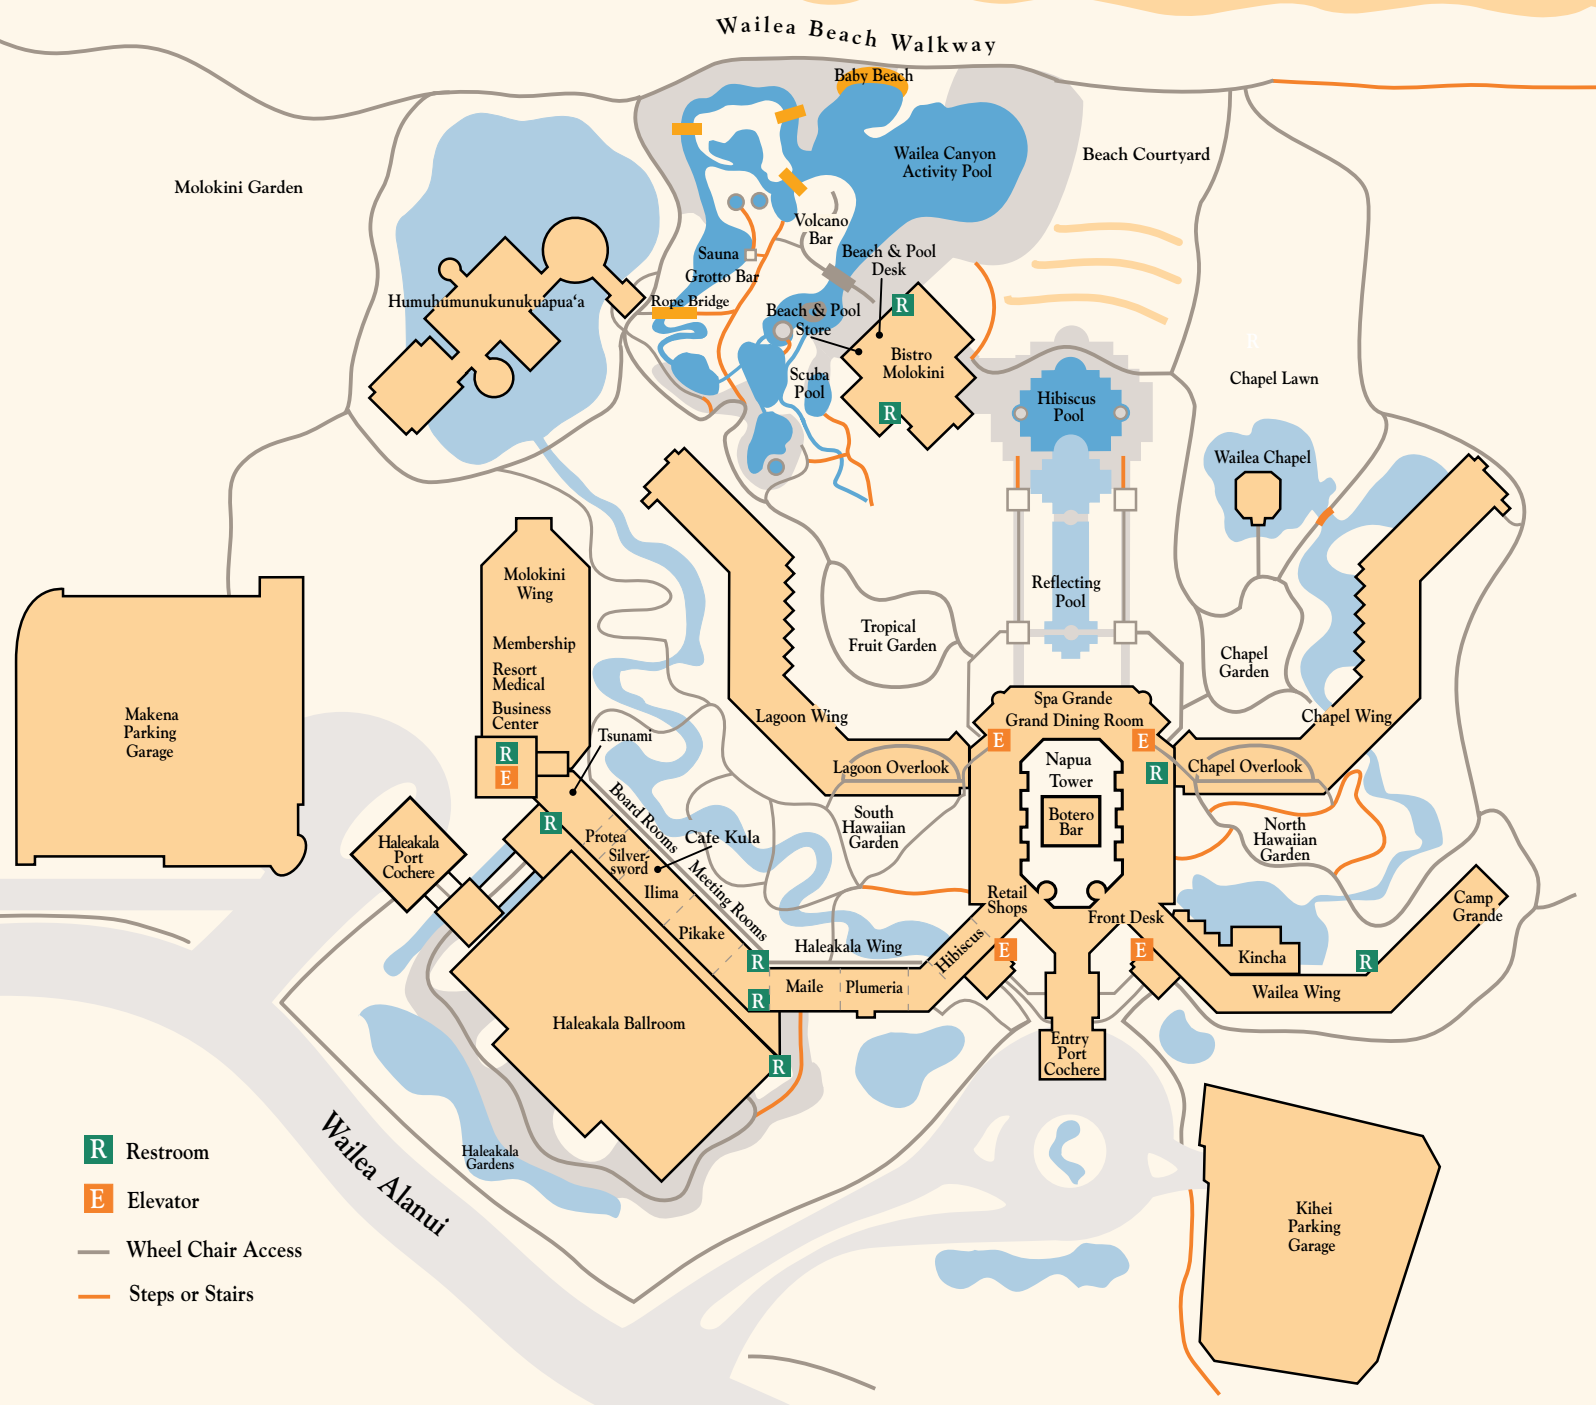 Wailea Beach Walkway
Baby Beach
Wailea Canyon
Activity Pool
Beach Courtyard
Molokini Garden
Volcano
Bar
Sauna
Grotto Bar
Beach & Pool
Desk
Humuhumunukunukuapuaʻa
Rope Bridge
Beach & Pool
Store
R
Bistro
Molokini
Scuba
Pool
R
Hibiscus
Pool
R
Chapel Lawn
Wailea Chapel
Molokini
Wing
Membership
Resort
Medical
Business
Center
R
E
Reflecting
Pool
Tropical
Fruit Garden
Chapel
Garden
Makena
Parking
Garage
Lagoon Wing
Spa Grande
Grand Dining Room
Chapel Wing
E
E
Tsunami
Lagoon Overlook
Napua
Tower
R
Chapel Overlook
Botero
Bar
Board Rooms
R
Protea
Silver
sword
Cafe Kula
South
Hawaiian
Garden
North
Hawaiian
Garden
Haleakala
Port
Cochere
Ilima
Meeting Rooms
Pikake
Retail
Shops
Front Desk
Camp
Grande
Haleakala Wing
Hibiscus
E
E
Kincha
R
R
R
Maile
Plumeria
Wailea Wing
Haleakala Ballroom
R
Entry
Port
Cochere
Haleakala
Gardens
Wailea Alanui
Kihei
Parking
Garage
R Restroom
E Elevator
Wheel Chair Access
Steps or Stairs